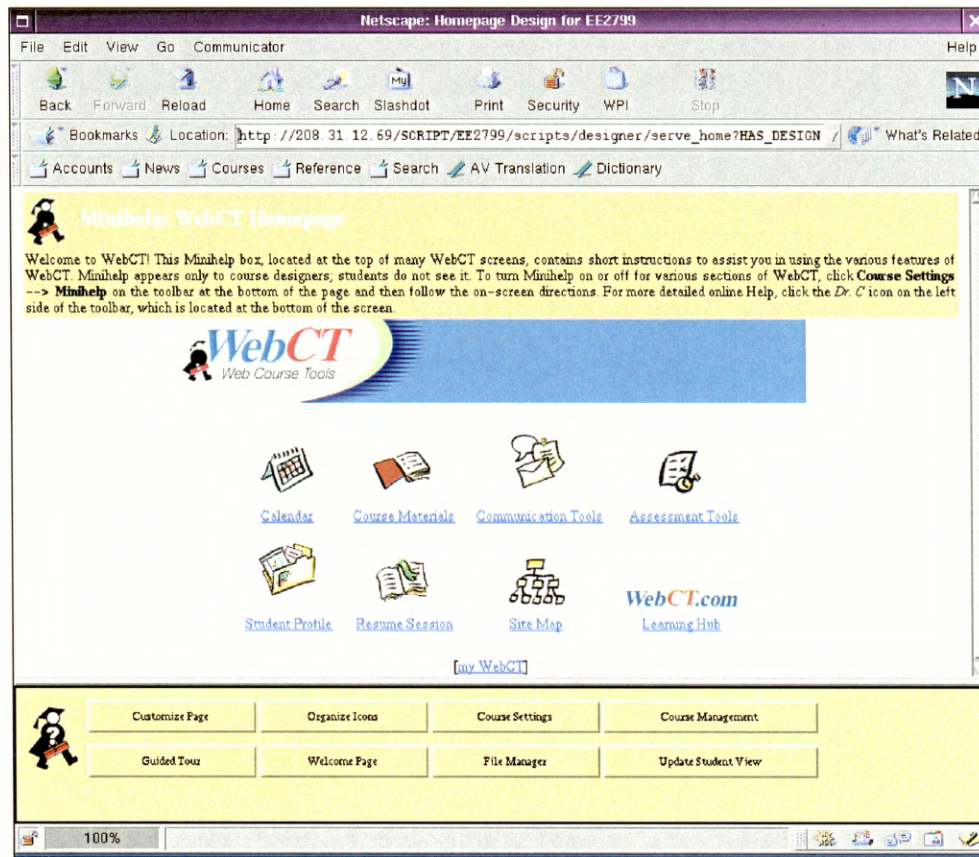 Netscape: Homepage Design for EE2799
File Edit View Go Communicator Help
Back Forward Reload Home Search Slashdot Print Security WPI Stop
My
N
Bookmarks Location: http://208.31.12.69/SCRIPT/EE2799/scripts/designer/serve_home?HAS_DESIGN What's Related
Accounts News Courses Reference Search AV Translation Dictionary
Minihelp: WebCT Homepage
Welcome to WebCT! This Minihelp box, located at the top of many WebCT screens, contains short instructions to assist you in using the various features of
WebCT. Minihelp appears only to course designers; students do not see it. To turn Minihelp on or off for various sections of WebCT, click Course Settings
--> Minihelp on the toolbar at the bottom of the page and then follow the on-screen directions. For more detailed online Help, click the Dr. C icon on the left
side of the toolbar, which is located at the bottom of the screen.
WebCT
Web Course Tools
Calendar Course Materials Communication Tools Assessment Tools
WebCT.com
Student Profile Resume Session Site Map Learning Hub
[my WebCT]
Customize Page Organize Icons Course Settings Course Management
?
Guided Tour Welcome Page File Manager Update Student View
100%